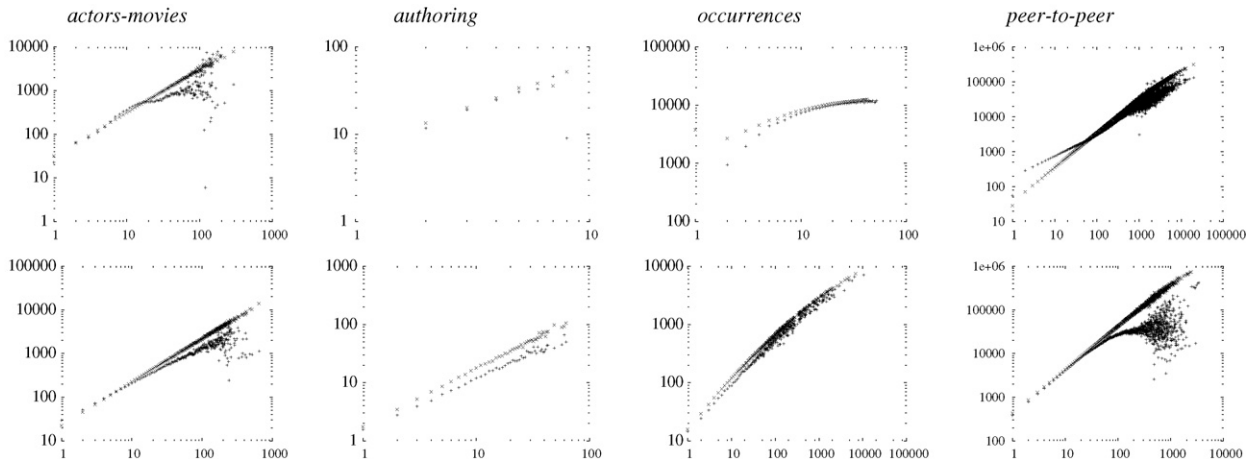 actors-movies authoring occurrences peer-to-peer
10000 100 100000 1e+06
100000
1000 10000 10000
100 10 1000
1000 100
10
1 1 100 10
1 10 100 1000 1 10 1 10 100 1 10 100 1000 10000 100000
100000 1000 10000 1e+06
10000 100 1000 100000
1000 10000
100 10 100 1000
10 1 10 100
1 10 100 1000 1 10 100 1 10 100 1000 10000 100000 1 10 100 1000 10000